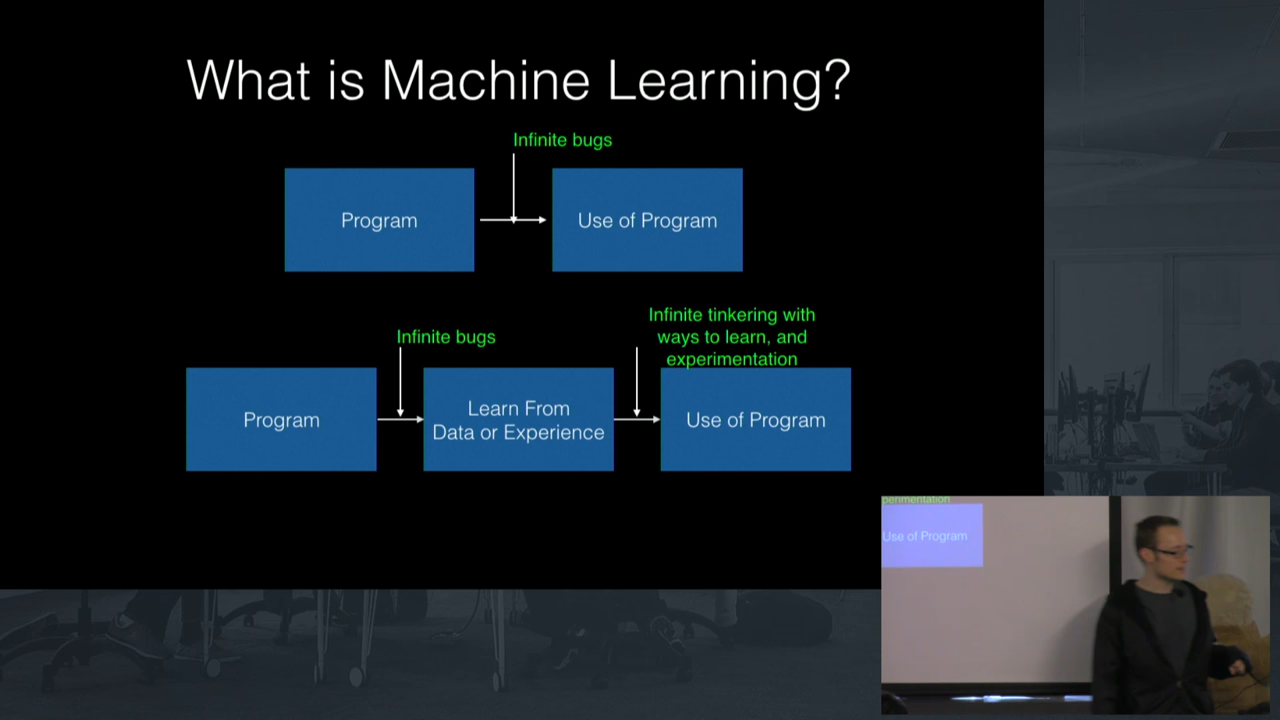 What is Machine Learning?
Infinite bugs
Program
Use of Program
Infinite bugs
Infinite tinkering with
ways to learn, and
experimentation
Program
Learn From
Data or Experience
Use of Program
perimentation
Use of Program